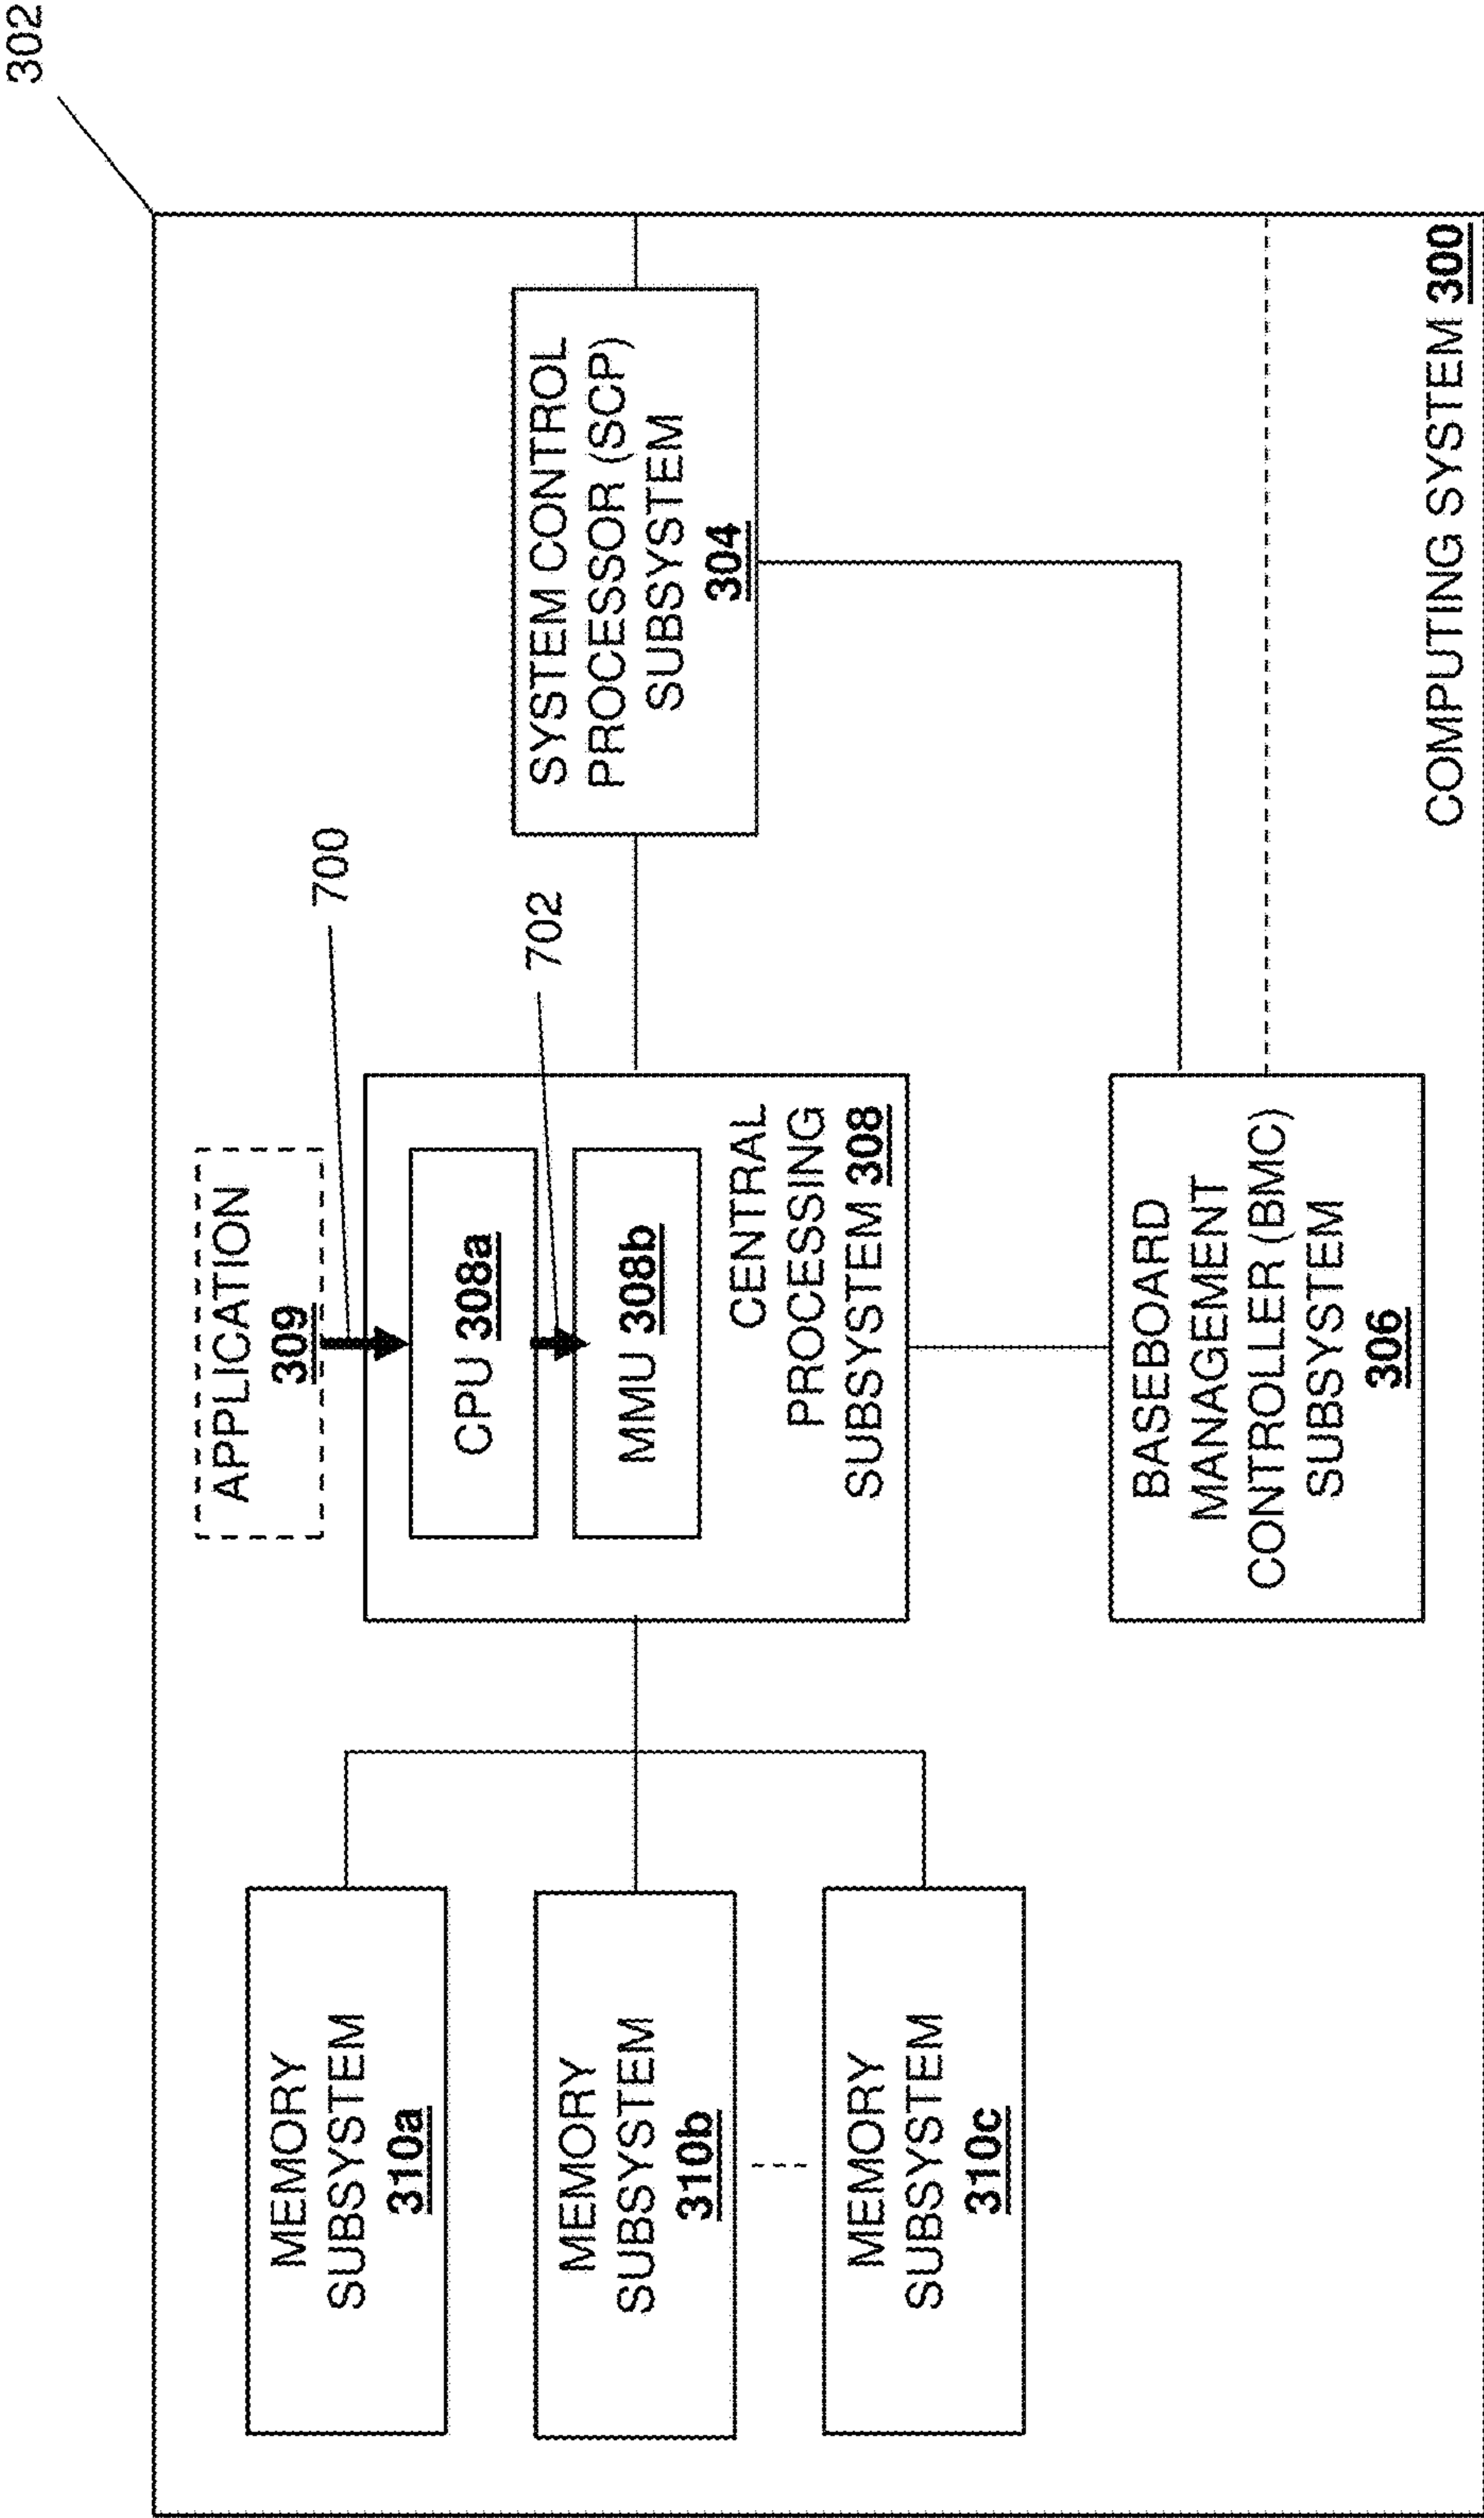 302
APPLICATION
309
700
CPU 308a
702
MMU 308b
CENTRAL
PROCESSING
SUBSYSTEM 308
MEMORY
SUBSYSTEM
310a
MEMORY
SUBSYSTEM
310b
MEMORY
SUBSYSTEM
310c
SYSTEM CONTROL
PROCESSOR (SCP)
SUBSYSTEM
304
BASEBOARD
MANAGEMENT
CONTROLLER (BMC)
SUBSYSTEM
306
COMPUTING SYSTEM 300